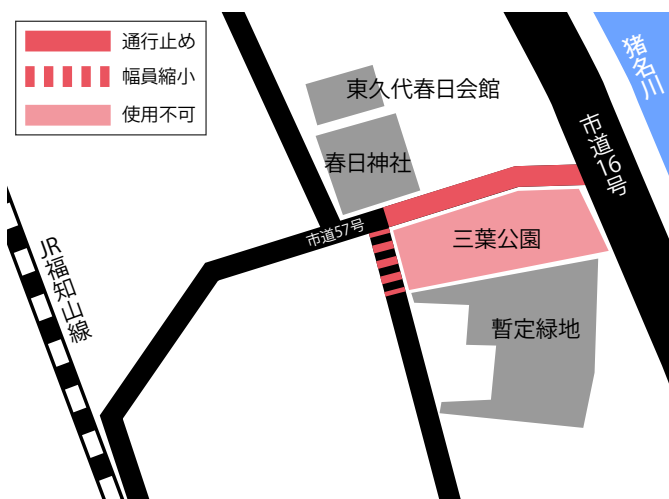 通行止め
幅員縮小
使用不可
東久代春日会館
春日神社
猪名川
市道16号
市道57号
三葉公園
JR福知山線
暫定緑地